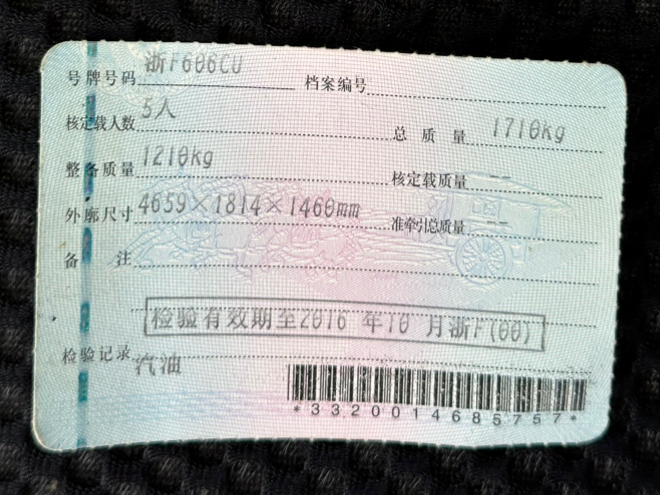 号牌号码 浙F606CU 档案编号
核定载人数 5人 总质量 1710kg
整备质量 1210kg 核定载质量 --
外廓尺寸 4659×1814×1460mm 准牵引总质量 --
备注
检验有效期至2016 年10 月浙F(00)
检验记录 汽油
*3320014685757*